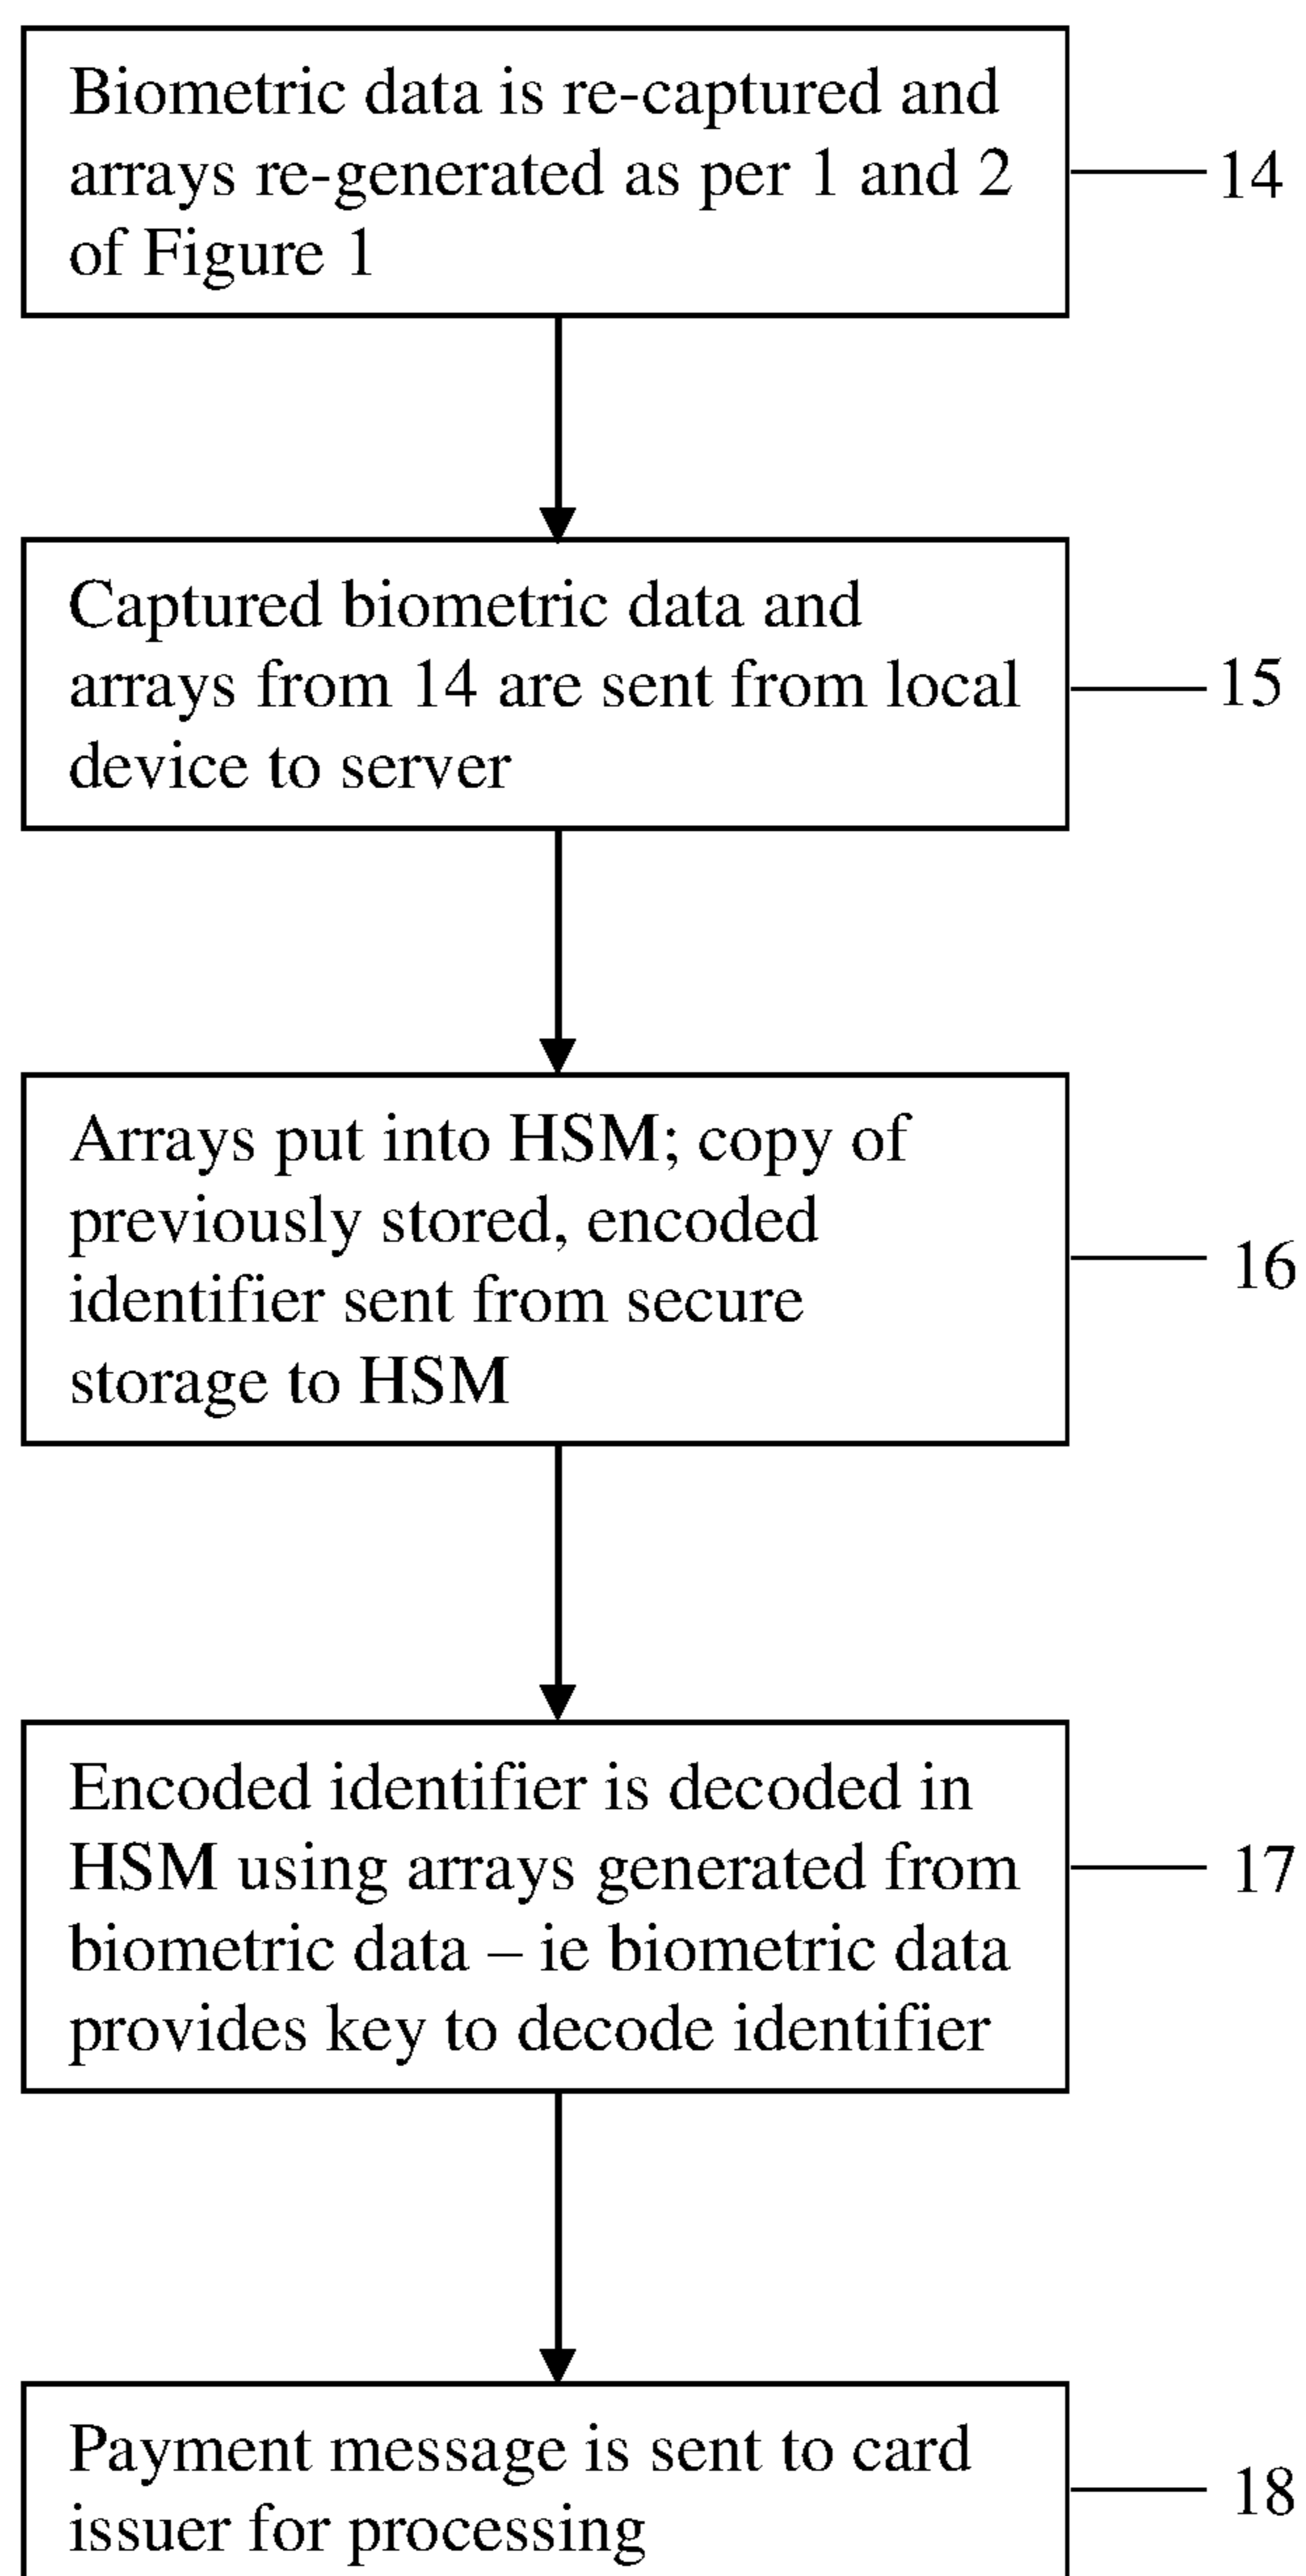 Biometric data is re-captured and
arrays re-generated as per 1 and 2
of Figure 1
14
Captured biometric data and
arrays from 14 are sent from local
device to server
15
Arrays put into HSM; copy of
previously stored, encoded
identifier sent from secure
storage to HSM
16
Encoded identifier is decoded in
HSM using arrays generated from
biometric data – ie biometric data
provides key to decode identifier
17
Payment message is sent to card
issuer for processing
18